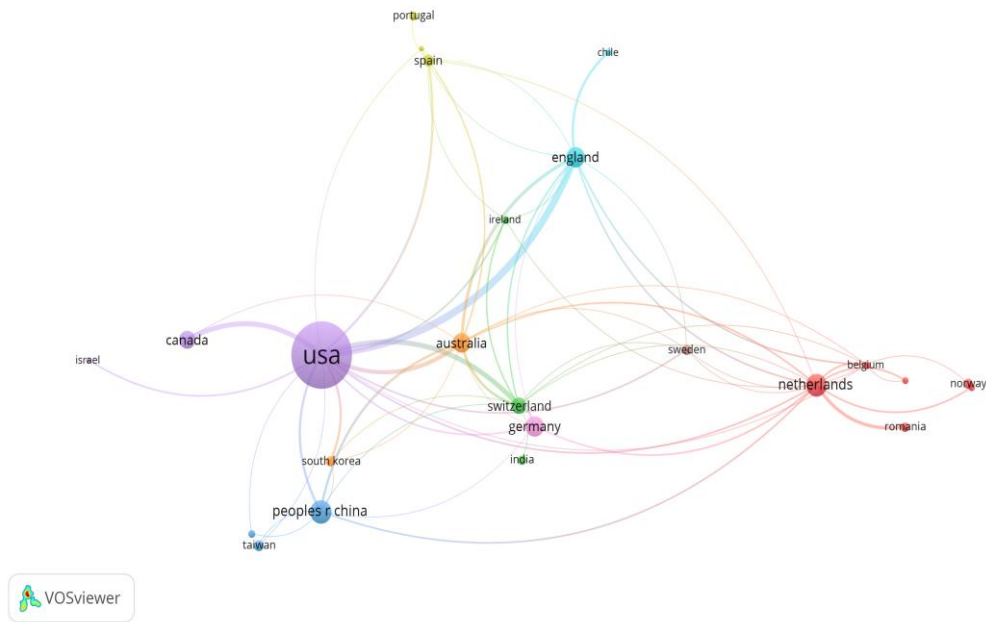 portugal
chile
spain
england
ireland
canada
australia
usa
israel
sweden
belgium
netherlands
norway
switzerland
germany
romania
south korea
india
peoples r china
taiwan
VOSviewer